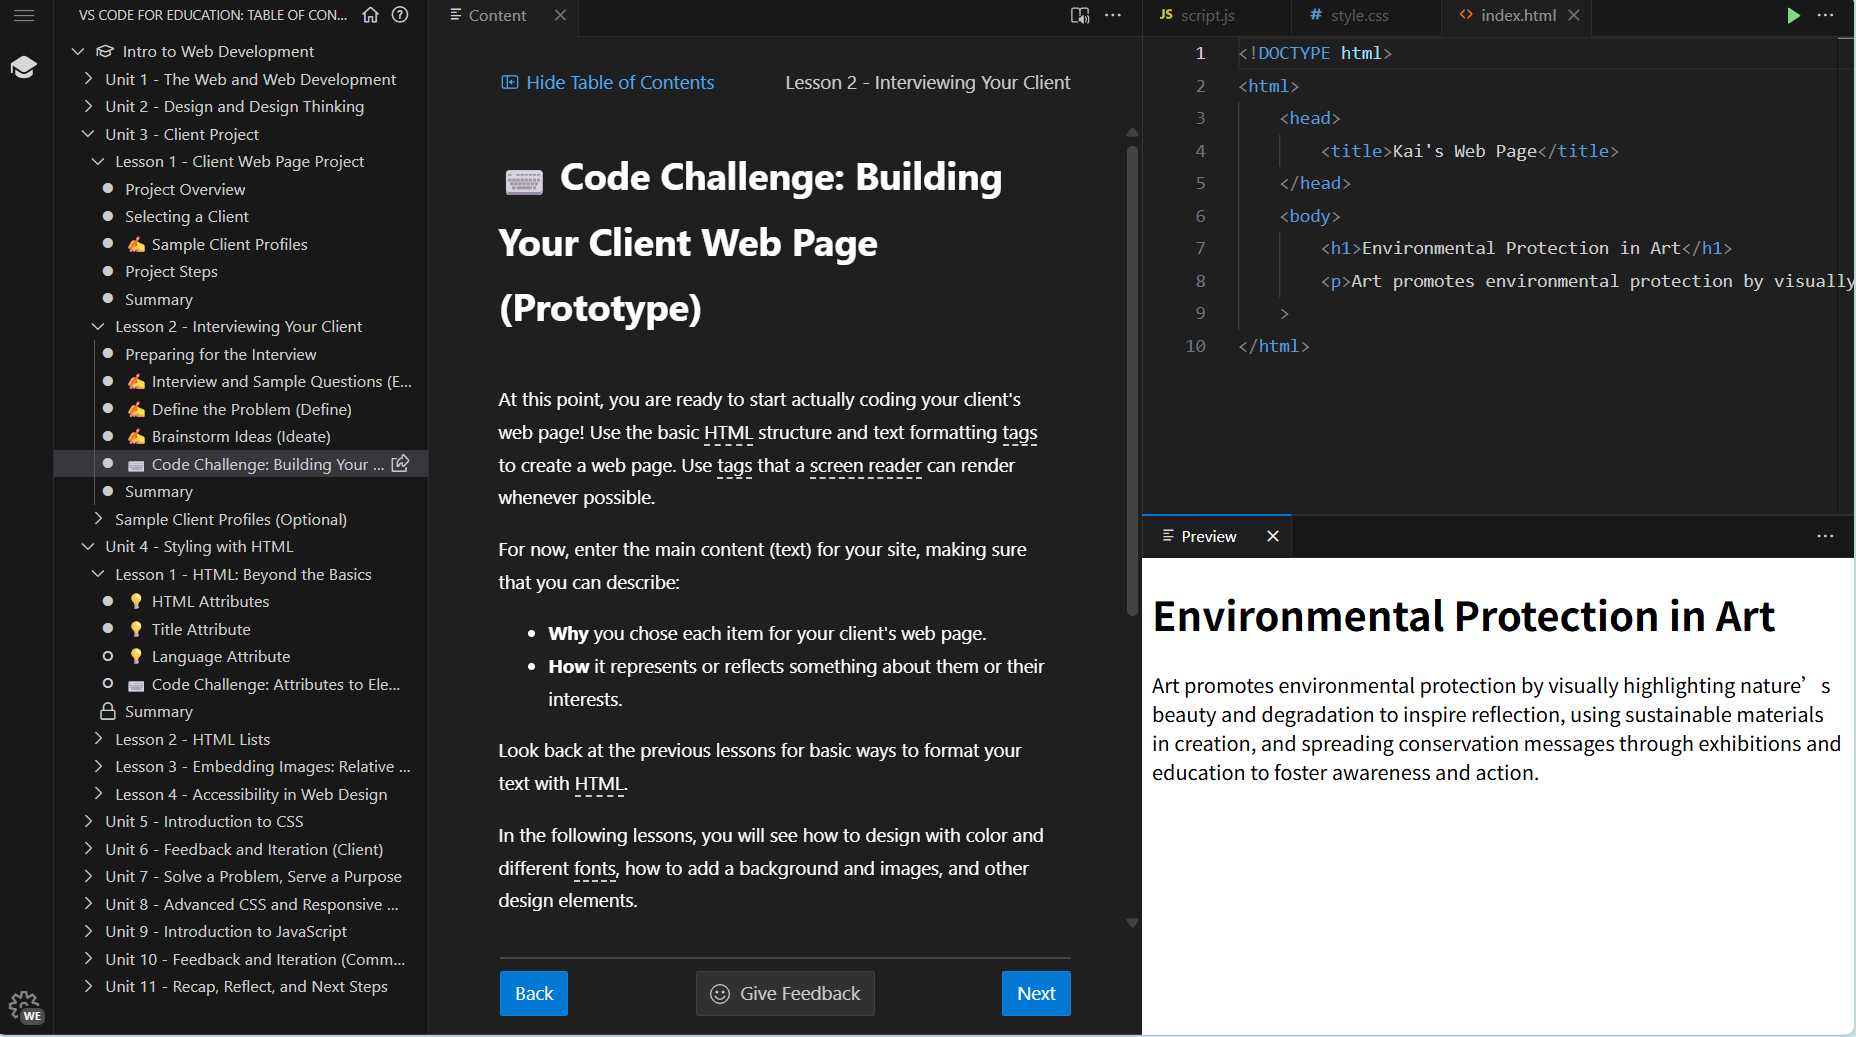 VS CODE FOR EDUCATION: TABLE OF CON...
Intro to Web Development
Unit 1 - The Web and Web Development
Unit 2 - Design and Design Thinking
Unit 3 - Client Project
Lesson 1 - Client Web Page Project
Project Overview
Selecting a Client
Sample Client Profiles
Project Steps
Summary
Lesson 2 - Interviewing Your Client
Preparing for the Interview
Interview and Sample Questions (E...
Define the Problem (Define)
Brainstorm Ideas (Ideate)
Code Challenge: Building Your ...
Summary
Sample Client Profiles (Optional)
Unit 4 - Styling with HTML
Lesson 1 - HTML: Beyond the Basics
HTML Attributes
Title Attribute
Language Attribute
Code Challenge: Attributes to Ele...
Summary
Lesson 2 - HTML Lists
Lesson 3 - Embedding Images: Relative ...
Lesson 4 - Accessibility in Web Design
Unit 5 - Introduction to CSS
Unit 6 - Feedback and Iteration (Client)
Unit 7 - Solve a Problem, Serve a Purpose
Unit 8 - Advanced CSS and Responsive ...
Unit 9 - Introduction to JavaScript
Unit 10 - Feedback and Iteration (Comm...
Unit 11 - Recap, Reflect, and Next Steps
WE
Content
Hide Table of Contents
Lesson 2 - Interviewing Your Client
Code Challenge: Building
Your Client Web Page
(Prototype)
At this point, you are ready to start actually coding your client's
web page! Use the basic HTML structure and text formatting tags
to create a web page. Use tags that a screen reader can render
whenever possible.
For now, enter the main content (text) for your site, making sure
that you can describe:
• Why you chose each item for your client's web page.
• How it represents or reflects something about them or their
interests.
Look back at the previous lessons for basic ways to format your
text with HTML.
In the following lessons, you will see how to design with color and
different fonts, how to add a background and images, and other
design elements.
Back
Give Feedback
Next
JS script.js
# style.css
<> index.html
1 <!DOCTYPE html>
2 <html>
3 <head>
4 <title>Kai's Web Page</title>
5 </head>
6 <body>
7 <h1>Environmental Protection in Art</h1>
8 <p>Art promotes environmental protection by visually
9 >
10 </html>
Preview
Environmental Protection in Art
Art promotes environmental protection by visually highlighting nature’s
beauty and degradation to inspire reflection, using sustainable materials
in creation, and spreading conservation messages through exhibitions and
education to foster awareness and action.